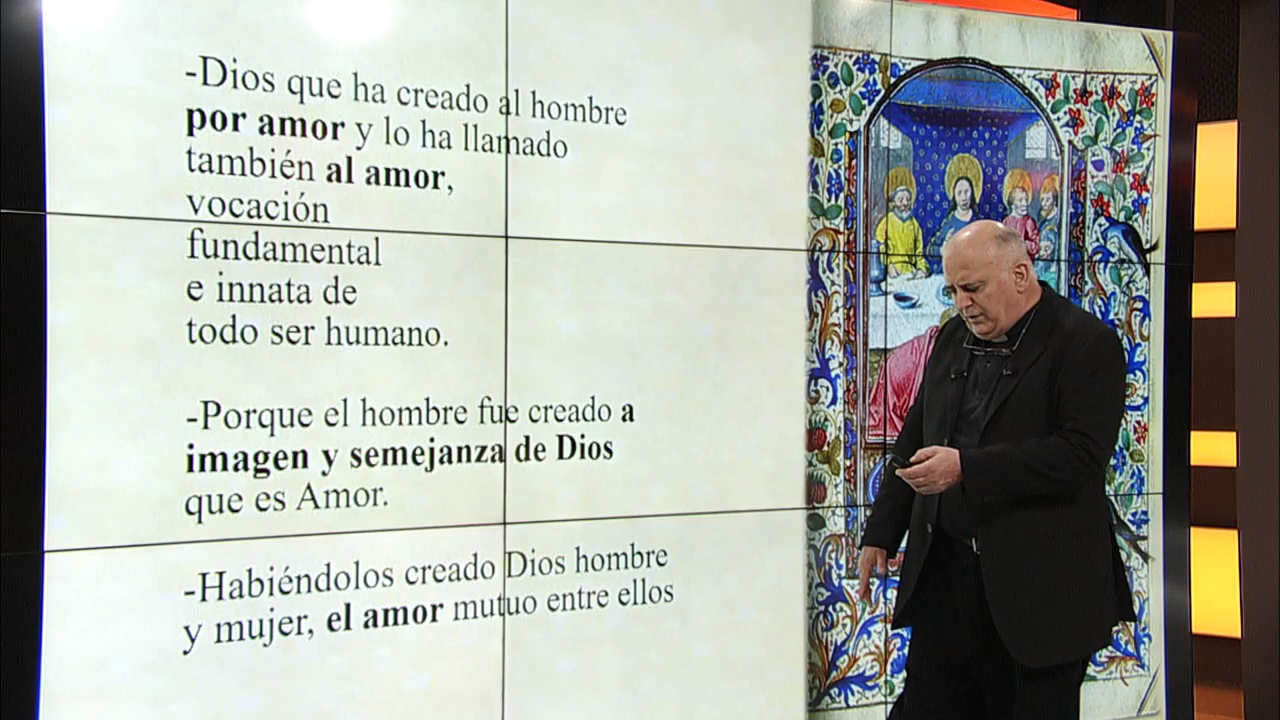 -Dios que ha creado al hombre
por amor y lo ha llamado
también al amor,
vocación
fundamental
e innata de
todo ser humano.
-Porque el hombre fue creado a
imagen y semejanza de Dios
que es Amor.
-Habiéndolos creado Dios hombre
y mujer, el amor mutuo entre ellos